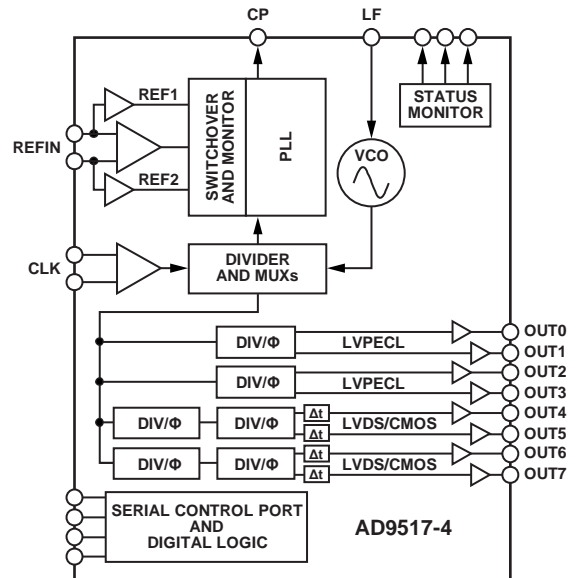 CP
LF
REF1
STATUS
MONITOR
REFIN
SWITCHOVER
AND MONITOR
PLL
VCO
REF2
CLK
DIVIDER
AND MUXs
DIV/Φ
LVPECL
OUT0
OUT1
DIV/Φ
LVPECL
OUT2
OUT3
DIV/Φ
DIV/Φ
Δt
Δt
LVDS/CMOS
OUT4
OUT5
DIV/Φ
DIV/Φ
Δt
Δt
LVDS/CMOS
OUT6
OUT7
SERIAL CONTROL PORT
AND
DIGITAL LOGIC
AD9517-4